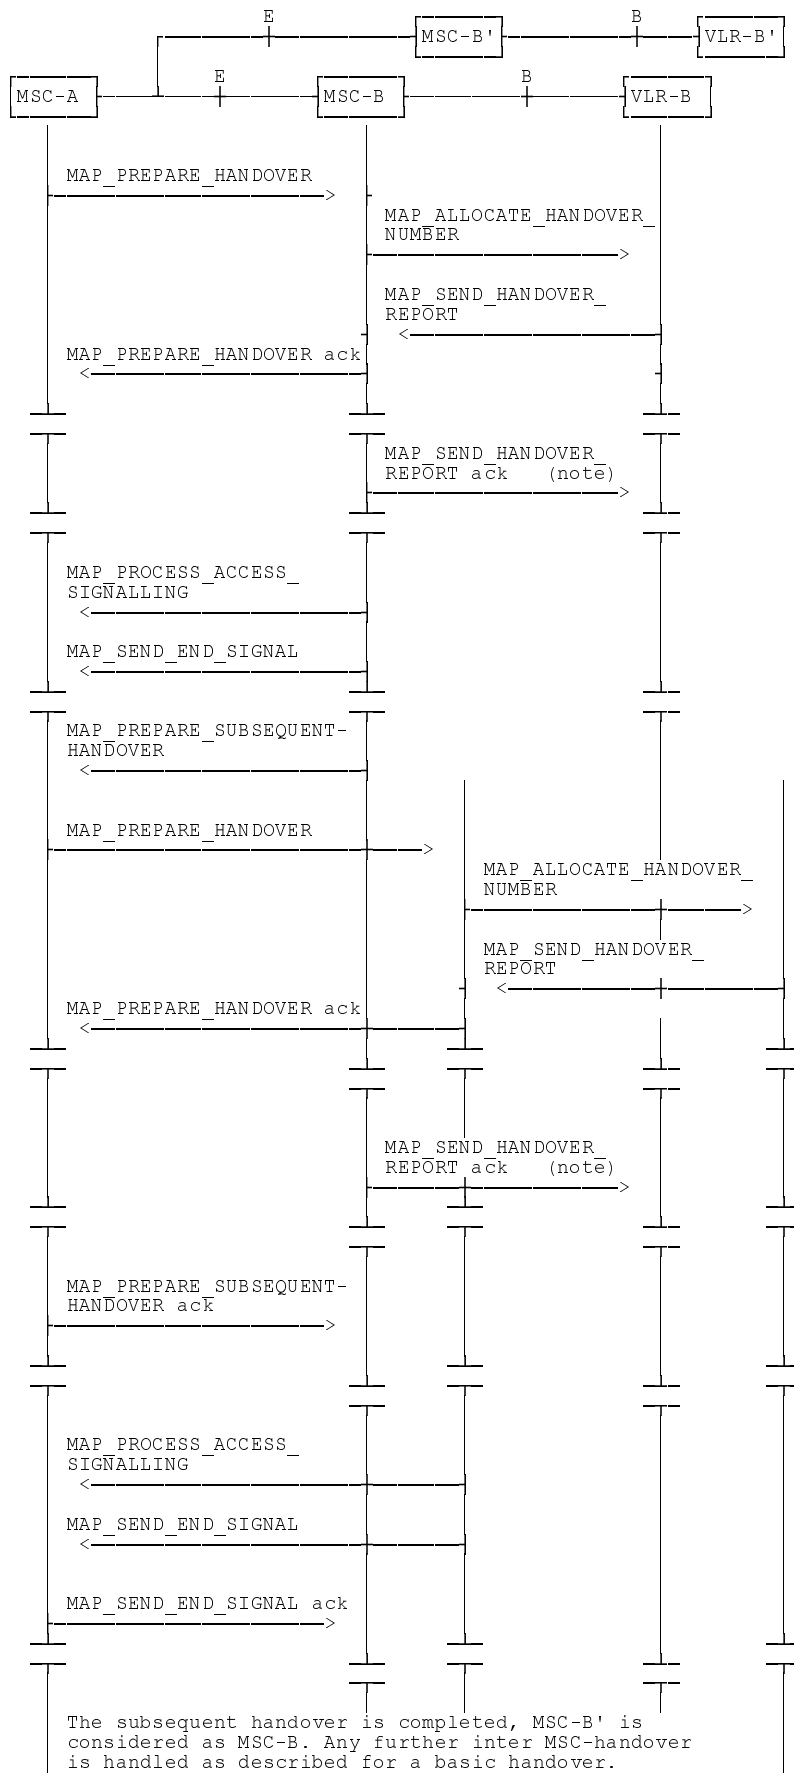 E
B
MSC-B'
VLR-B'
E
B
MSC-A
MSC-B
VLR-B
MAP_PREPARE_HANDOVER
MAP_ALLOCATE_HANDOVER_
NUMBER
MAP_SEND_HANDOVER_
REPORT
MAP_PREPARE_HANDOVER ack
MAP_SEND_HANDOVER_
REPORT ack (note)
MAP_PROCESS_ACCESS_
SIGNALLING
MAP_SEND_END_SIGNAL
MAP_PREPARE_SUBSEQUENT-
HANDOVER
MAP_PREPARE_HANDOVER
MAP_ALLOCATE_HANDOVER_
NUMBER
MAP_SEND_HANDOVER_
REPORT
MAP_PREPARE_HANDOVER ack
MAP_SEND_HANDOVER_
REPORT ack (note)
MAP_PREPARE_SUBSEQUENT-
HANDOVER ack
MAP_PROCESS_ACCESS_
SIGNALLING
MAP_SEND_END_SIGNAL
MAP_SEND_END_SIGNAL ack
The subsequent handover is completed, MSC-B' is
considered as MSC-B. Any further inter MSC-handover
is handled as described for a basic handover.